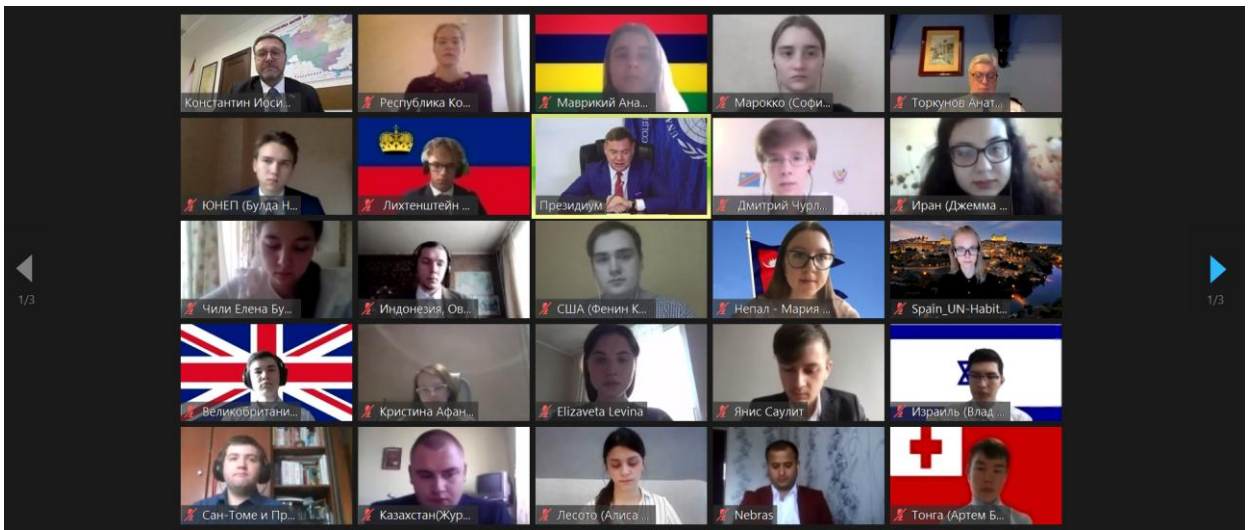 Константин Иоси...
Республика Ко...
Маврикий Ана...
Марокко (Софи...
Торкунов Анат...
ЮНЕП (Булда Н...
Лихтенштейн ...
Президиум
Дмитрий Чурл...
Иран (Джемма ...
Чили Елена Бу...
Индонезия, Ов...
США (Фенин К...
Непал - Мария ...
Spain_UN-Habit...
Великобритани...
Кристина Афан...
Elizaveta Levina
Янис Саулит
Израиль (Влад ...
Сан-Томе и Пр...
Казахстан(Жур...
Лесото (Алиса ...
Nebras
Тонга (Артем Б...
1/3
1/3